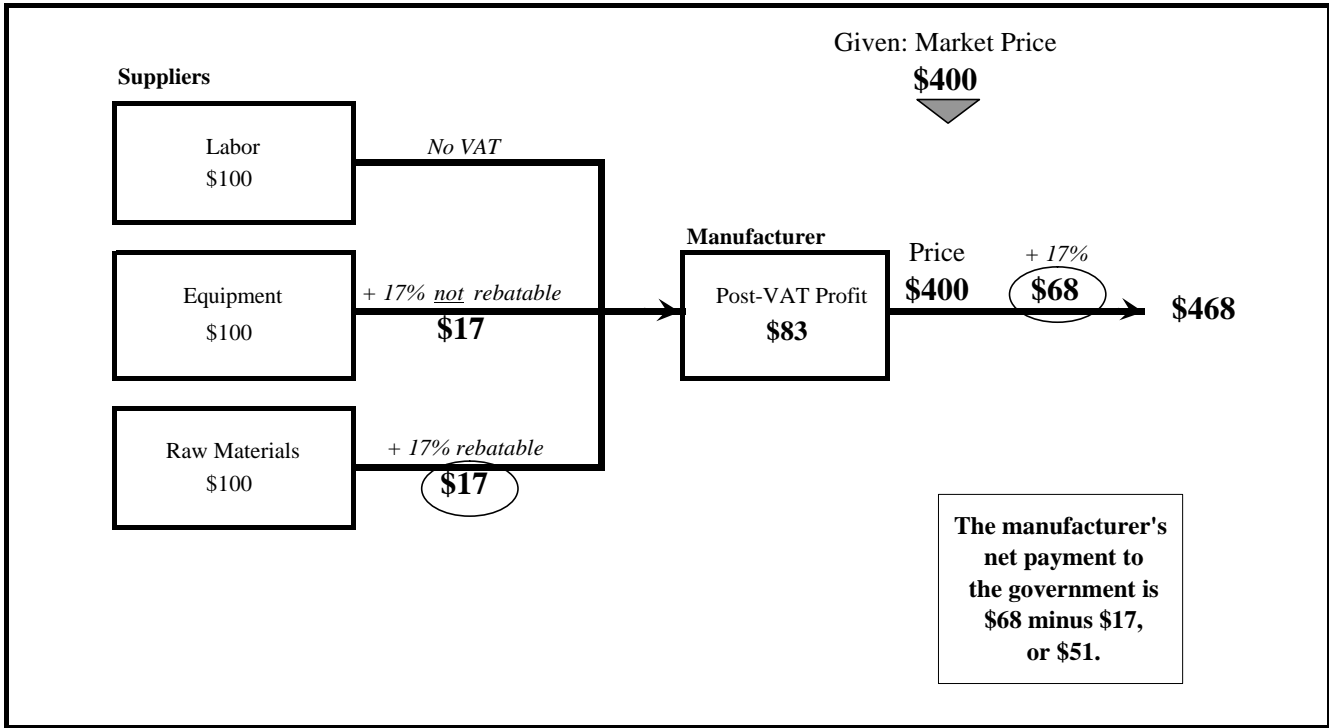 Given: Market Price
$400
Suppliers
Labor
$100
No VAT
Equipment
$100
+ 17% not rebatable
$17
Raw Materials
$100
+ 17% rebatable
$17
Manufacturer
Post-VAT Profit
$83
Price
$400
+ 17%
$68
$468
The manufacturer's
net payment to
the government is
$68 minus $17,
or $51.